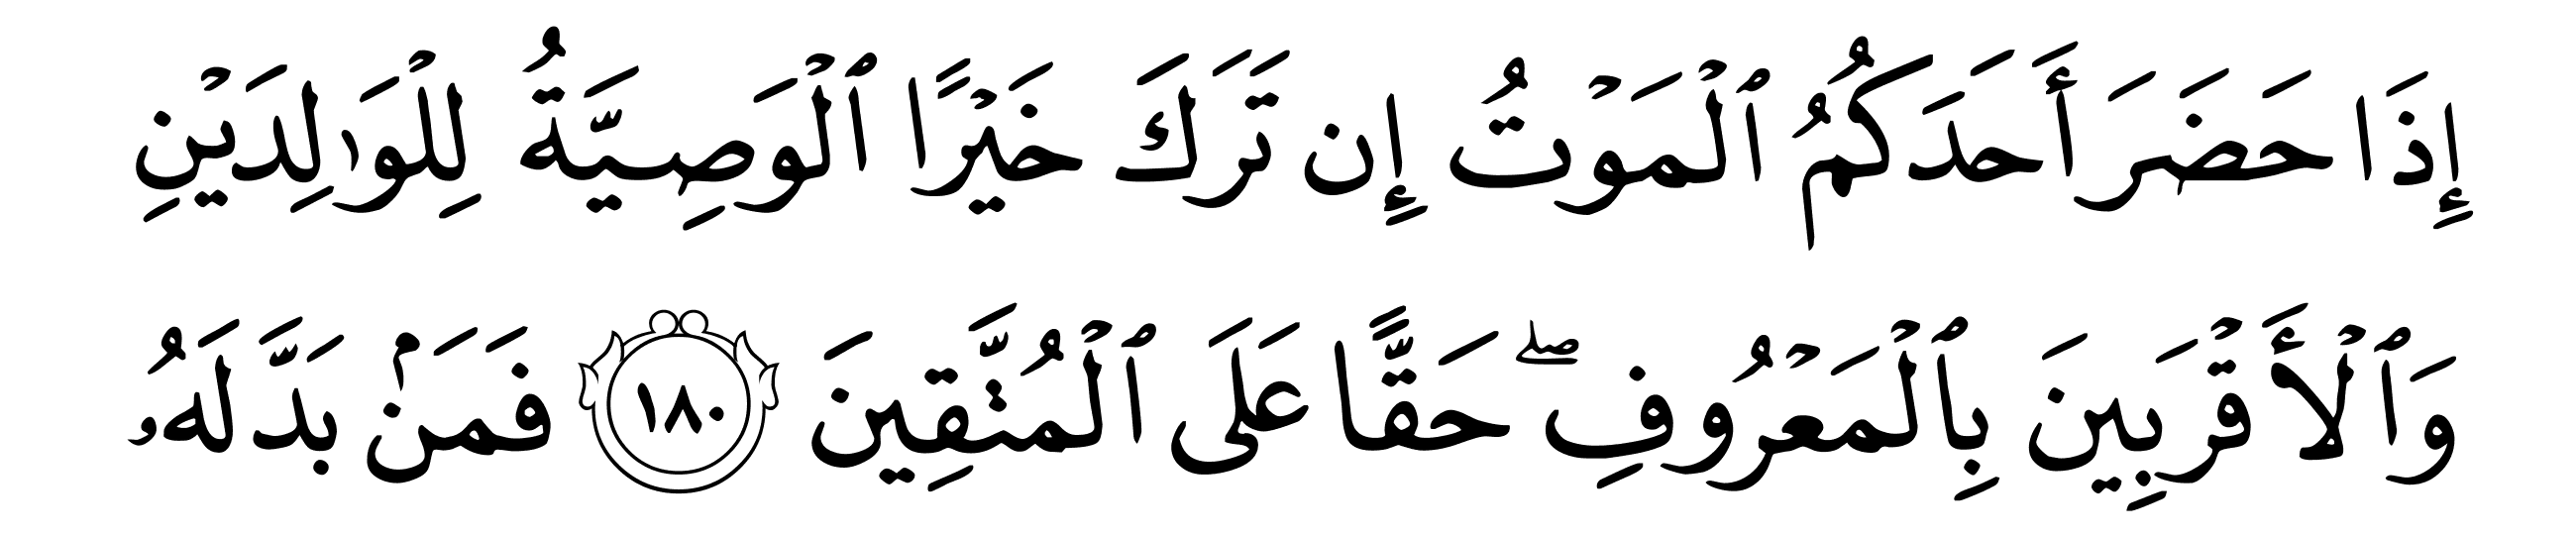 إِذَا حَضَرَ أَحَدَكُمُ ٱلۡمَوۡتُ إِن تَرَكَ خَيۡرًا ٱلۡوَصِيَّةُ لِلۡوَٰلِدَيۡنِ
وَٱلۡأَقۡرَبِينَ بِٱلۡمَعۡرُوفِۖ حَقًّا عَلَى ٱلۡمُتَّقِينَ ١٨٠ فَمَنۢ بَدَّلَهُۥ